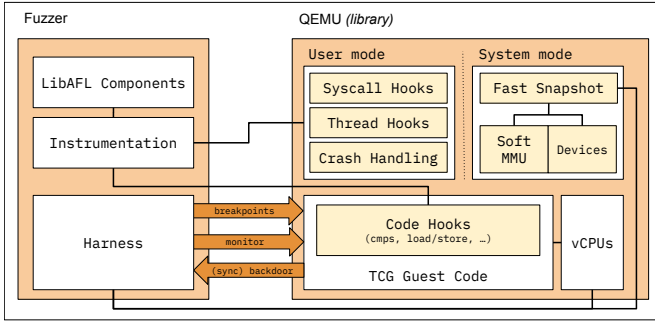 Fuzzer
QEMU (library)
LibAFL Components
Instrumentation
Harness
User mode
Syscall Hooks
Thread Hooks
Crash Handling
System mode
Fast Snapshot
Soft
MMU
Devices
breakpoints
monitor
(sync) backdoor
Code Hooks
(cmps, load/store, …)
TCG Guest Code
vCPUs